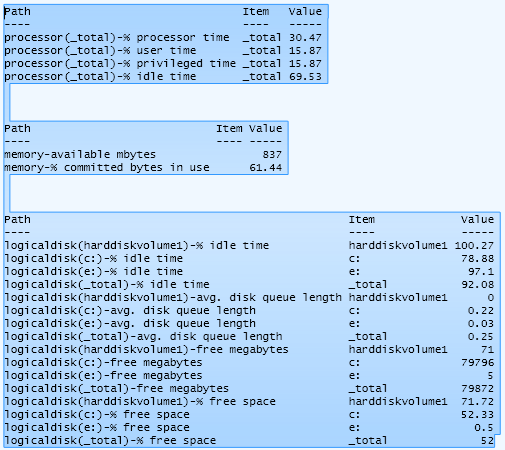 Path Item Value
---- ---- -----
processor(_total)-% processor time _total 30.47
processor(_total)-% user time _total 15.87
processor(_total)-% privileged time _total 15.87
processor(_total)-% idle time _total 69.53
Path Item Value
---- ---- -----
memory-available mbytes 837
memory-% committed bytes in use 61.44
Path Item Value
---- ---- -----
logicaldisk(harddiskvolume1)-% idle time harddiskvolume1 100.27
logicaldisk(c:)-% idle time c: 78.88
logicaldisk(e:)-% idle time e: 97.1
logicaldisk(_total)-% idle time _total 92.08
logicaldisk(harddiskvolume1)-avg. disk queue length harddiskvolume1 0
logicaldisk(c:)-avg. disk queue length c: 0.22
logicaldisk(e:)-avg. disk queue length e: 0.03
logicaldisk(_total)-avg. disk queue length _total 0.25
logicaldisk(harddiskvolume1)-free megabytes harddiskvolume1 71
logicaldisk(c:)-free megabytes c: 79796
logicaldisk(e:)-free megabytes e: 5
logicaldisk(_total)-free megabytes _total 79872
logicaldisk(harddiskvolume1)-% free space harddiskvolume1 71.72
logicaldisk(c:)-% free space c: 52.33
logicaldisk(e:)-% free space e: 0.5
logicaldisk(_total)-% free space _total 52